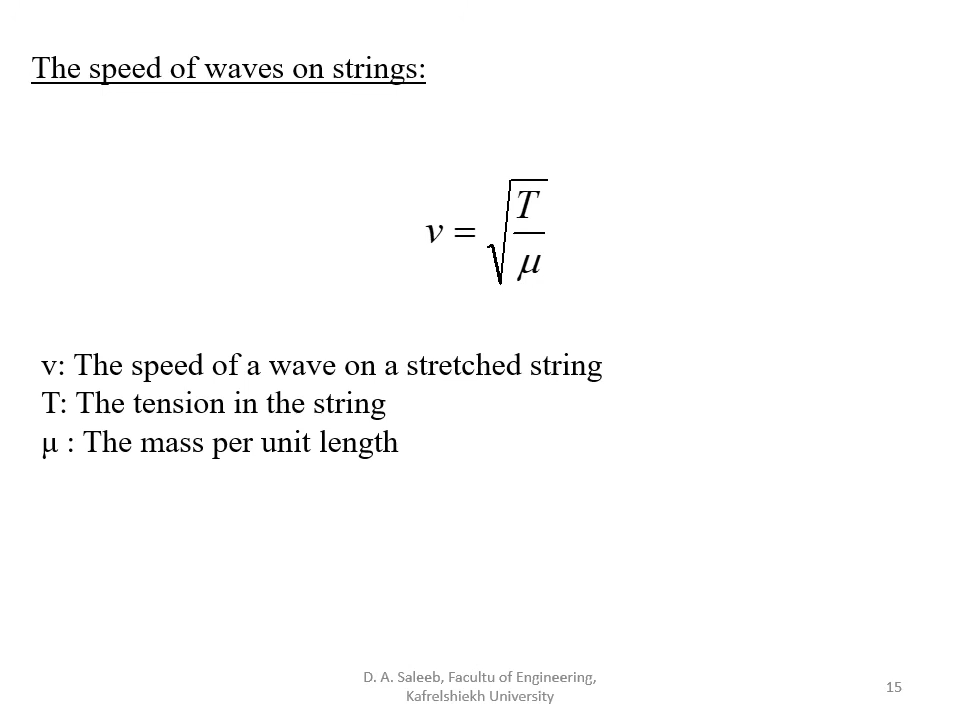 The speed of waves on strings:
v = √(T/μ)
v: The speed of a wave on a stretched string
T: The tension in the string
μ : The mass per unit length
D. A. Saleeb, Facultu of Engineering,
Kafrelshiekh University
15